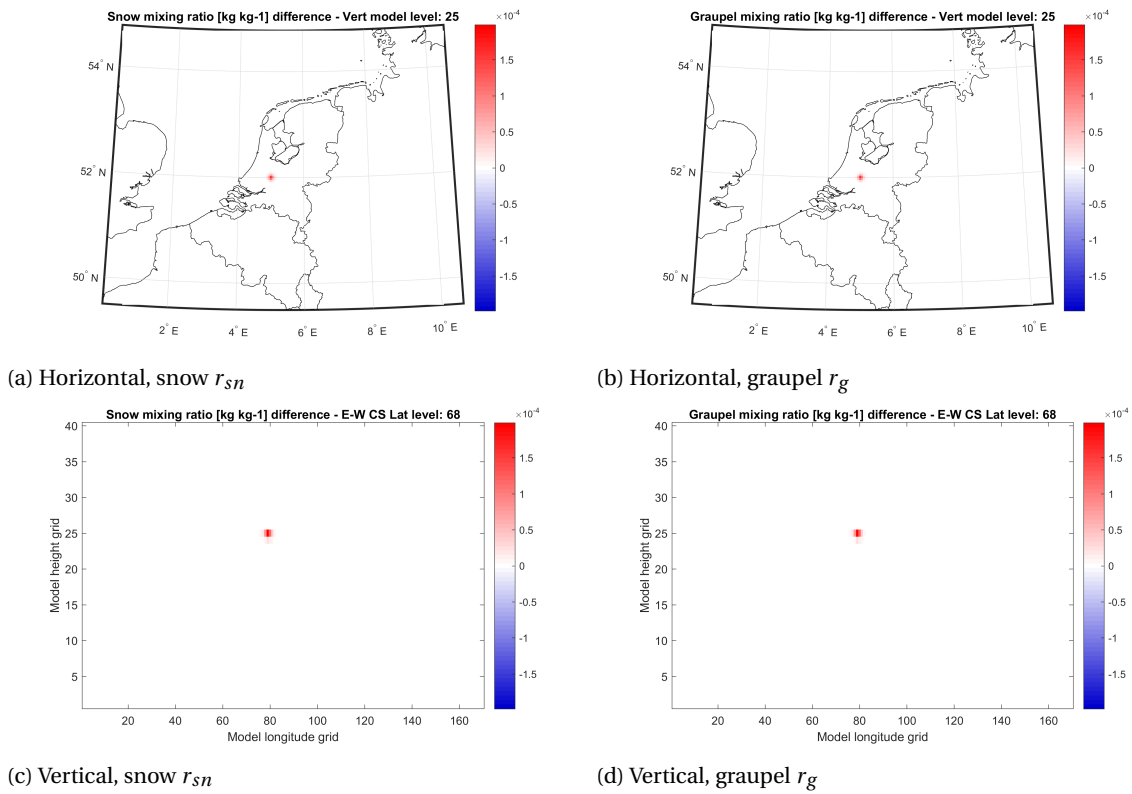 Snow mixing ratio [kg kg-1] difference - Vert model level: 25
×10⁻⁴
54° N
52° N
50° N
2° E
4° E
6° E
8° E
10° E
1.5
1
0.5
0
-0.5
-1
-1.5
(a) Horizontal, snow r_sn
Graupel mixing ratio [kg kg-1] difference - Vert model level: 25
×10⁻⁴
54° N
52° N
50° N
2° E
4° E
6° E
8° E
10° E
1.5
1
0.5
0
-0.5
-1
-1.5
(b) Horizontal, graupel r_g
Snow mixing ratio [kg kg-1] difference - E-W CS Lat level: 68
×10⁻⁴
Model height grid
40
35
30
25
20
15
10
5
20
40
60
80
100
120
140
160
Model longitude grid
1.5
1
0.5
0
-0.5
-1
-1.5
(c) Vertical, snow r_sn
Graupel mixing ratio [kg kg-1] difference - E-W CS Lat level: 68
×10⁻⁴
Model height grid
40
35
30
25
20
15
10
5
20
40
60
80
100
120
140
160
Model longitude grid
1.5
1
0.5
0
-0.5
-1
-1.5
(d) Vertical, graupel r_g